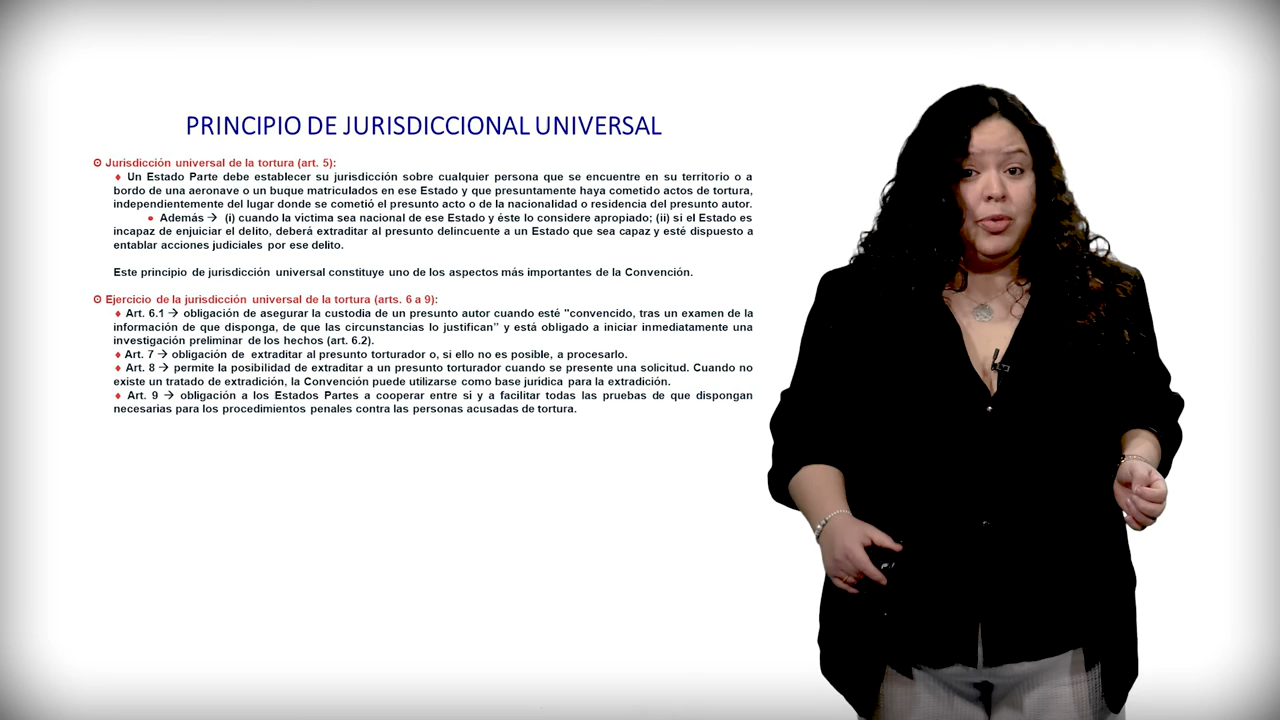 PRINCIPIO DE JURISDICCIONAL UNIVERSAL
⊙ Jurisdicción universal de la tortura (art. 5):
♦ Un Estado Parte debe establecer su jurisdicción sobre cualquier persona que se encuentre en su territorio o a
bordo de una aeronave o un buque matriculados en ese Estado y que presuntamente haya cometido actos de tortura,
independientemente del lugar donde se cometió el presunto acto o de la nacionalidad o residencia del presunto autor.
• Además → (i) cuando la víctima sea nacional de ese Estado y éste lo considere apropiado; (ii) si el Estado es
incapaz de enjuiciar el delito, deberá extraditar al presunto delincuente a un Estado que sea capaz y esté dispuesto a
entablar acciones judiciales por ese delito.
Este principio de jurisdicción universal constituye uno de los aspectos más importantes de la Convención.
⊙ Ejercicio de la jurisdicción universal de la tortura (arts. 6 a 9):
♦ Art. 6.1 → obligación de asegurar la custodia de un presunto autor cuando esté "convencido, tras un examen de la
información de que disponga, de que las circunstancias lo justifican” y está obligado a iniciar inmediatamente una
investigación preliminar de los hechos (art. 6.2).
♦ Art. 7 → obligación de extraditar al presunto torturador o, si ello no es posible, a procesarlo.
♦ Art. 8 → permite la posibilidad de extraditar a un presunto torturador cuando se presente una solicitud. Cuando no
existe un tratado de extradición, la Convención puede utilizarse como base jurídica para la extradición.
♦ Art. 9 → obligación a los Estados Partes a cooperar entre sí y a facilitar todas las pruebas de que dispongan
necesarias para los procedimientos penales contra las personas acusadas de tortura.